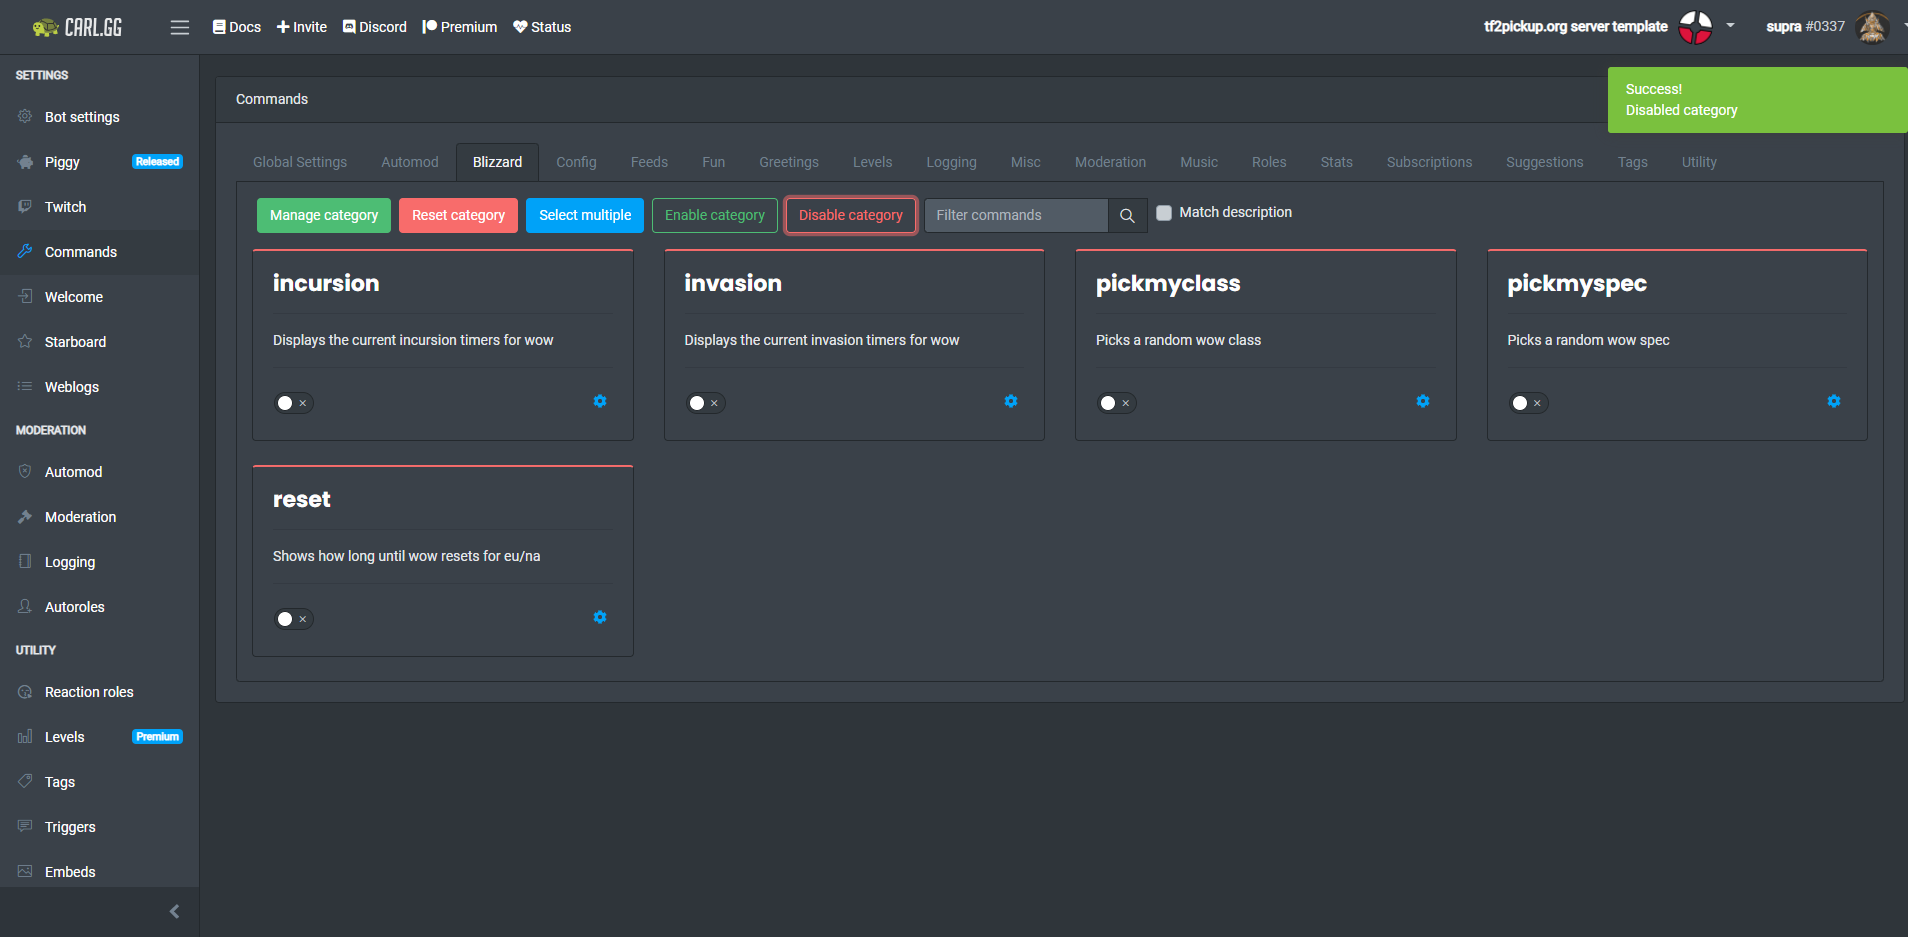 CARL.GG
Docs
Invite
Discord
Premium
Status
tf2pickup.org server template
supra #0337
SETTINGS
Bot settings
Piggy Released
Twitch
Commands
Welcome
Starboard
Weblogs
MODERATION
Automod
Moderation
Logging
Autoroles
UTILITY
Reaction roles
Levels Premium
Tags
Triggers
Embeds
Commands
Success!
Disabled category
Global Settings
Automod
Blizzard
Config
Feeds
Fun
Greetings
Levels
Logging
Misc
Moderation
Music
Roles
Stats
Subscriptions
Suggestions
Tags
Utility
Manage category
Reset category
Select multiple
Enable category
Disable category
Filter commands
Match description
incursion
Displays the current incursion timers for wow
invasion
Displays the current invasion timers for wow
pickmyclass
Picks a random wow class
pickmyspec
Picks a random wow spec
reset
Shows how long until wow resets for eu/na